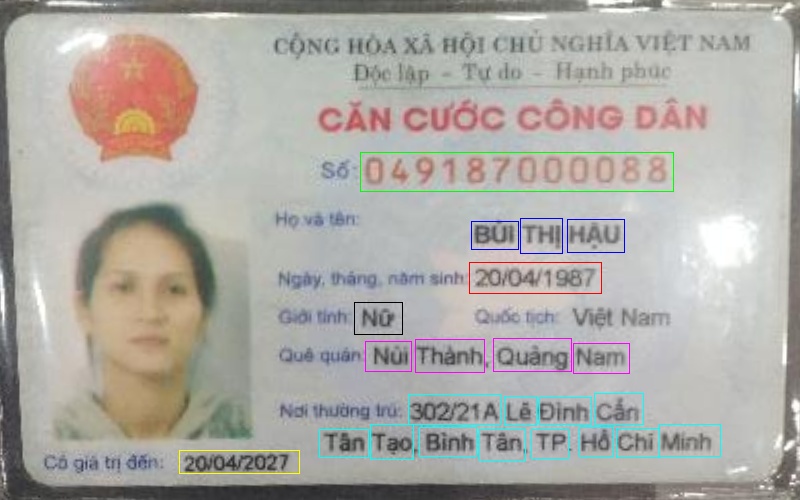 CỘNG HÒA XÃ HỘI CHỦ NGHĨA VIỆT NAM
Độc lập - Tự do - Hạnh phúc
CĂN CƯỚC CÔNG DÂN
Số: 049187000088
Họ và tên:
BÙI THỊ HẬU
Ngày, tháng, năm sinh: 20/04/1987
Giới tính: Nữ Quốc tịch: Việt Nam
Quê quán: Núi Thành, Quảng Nam
Nơi thường trú: 302/21A Lê Đình Cẩn
Tân Tạo, Bình Tân, TP. Hồ Chí Minh
Có giá trị đến: 20/04/2027